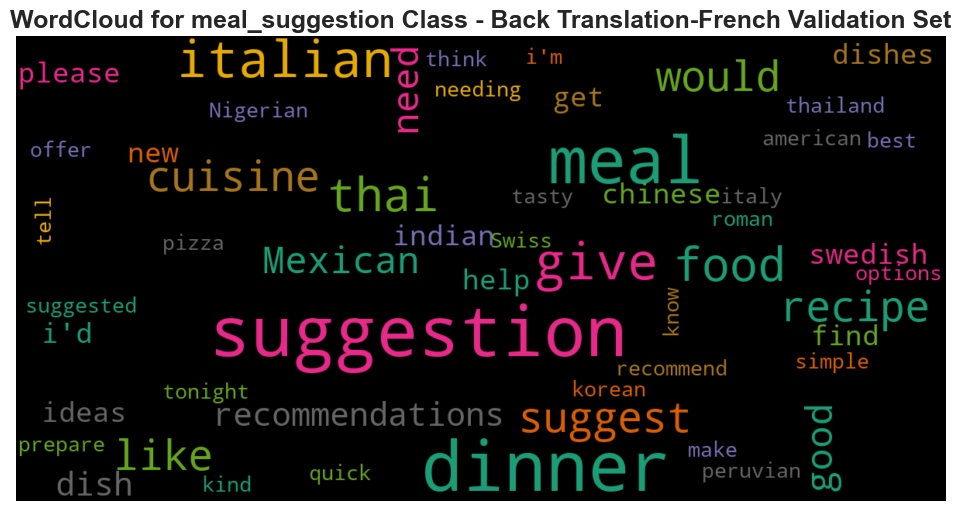 WordCloud for meal_suggestion Class - Back Translation-French Validation Set
italian
need
think
i'm
dishes
please
would
needing
get
Nigerian
thailand
american
best
offer
new
meal
cuisine
thai
tasty
chinese
italy
roman
tell
pizza
indian
Swiss
Mexican
help
give
food
swedish
options
suggested
i'd
suggestion
know
recipe
find
simple
recommend
tonight
korean
ideas
recommendations
suggest
good
prepare
like
dinner
make
peruvian
dish
kind
quick